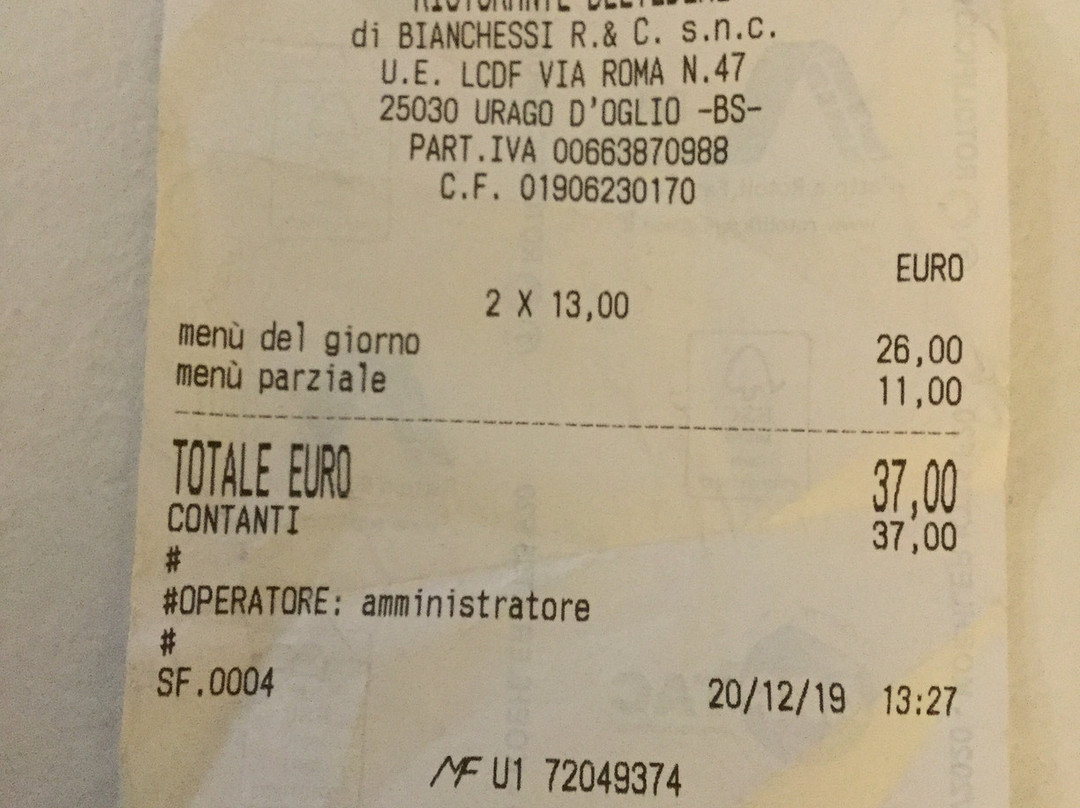 RISTORANTE BELVEDERE
di BIANCHESSI R.& C. s.n.c.
U.E. LCDF VIA ROMA N.47
25030 URAGO D'OGLIO -BS-
PART.IVA 00663870988
C.F. 01906230170
EURO
2 X 13,00
menù del giorno 26,00
menù parziale 11,00
TOTALE EURO 37,00
CONTANTI 37,00
#
#OPERATORE: amministratore
#
SF.0004 20/12/19 13:27
MF U1 72049374